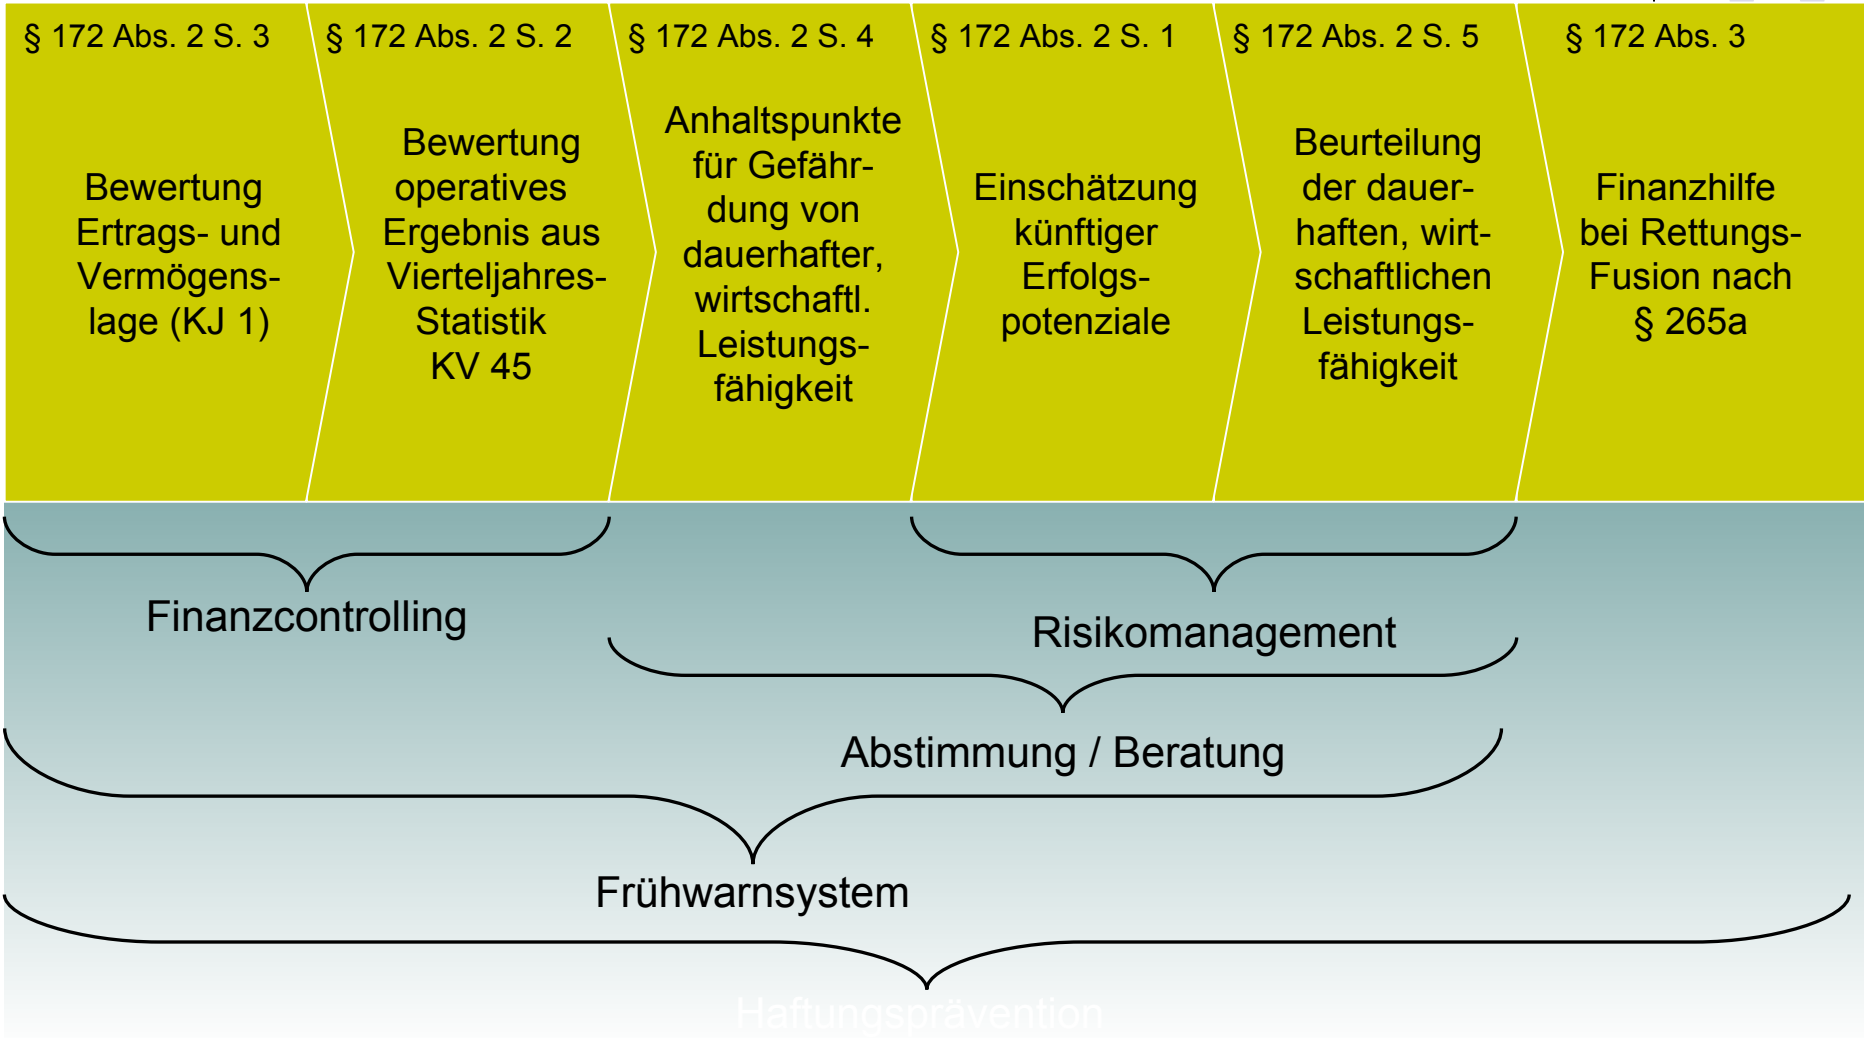 § 172 Abs. 2 S. 3
Bewertung
Ertrags- und
Vermögens-
lage (KJ 1)
§ 172 Abs. 2 S. 2
Bewertung
operatives
Ergebnis aus
Vierteljahres-
Statistik
KV 45
§ 172 Abs. 2 S. 4
Anhaltspunkte
für Gefähr-
dung von
dauerhafter,
wirtschaftl.
Leistungs-
fähigkeit
§ 172 Abs. 2 S. 1
Einschätzung
künftiger
Erfolgs-
potenziale
§ 172 Abs. 2 S. 5
Beurteilung
der dauer-
haften, wirt-
schaftlichen
Leistungs-
fähigkeit
§ 172 Abs. 3
Finanzhilfe
bei Rettungs-
Fusion nach
§ 265a
Finanzcontrolling
Risikomanagement
Abstimmung / Beratung
Frühwarnsystem
Haftungsprävention